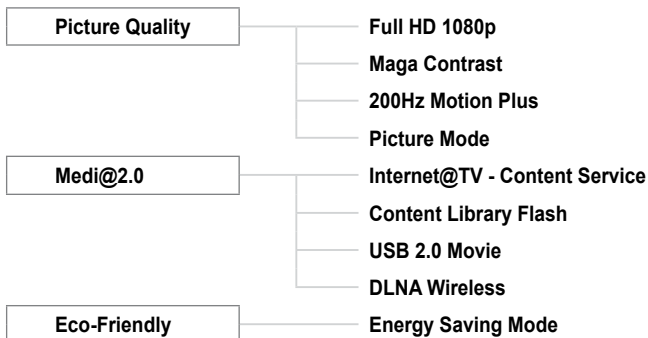 Picture Quality
Full HD 1080p
Maga Contrast
200Hz Motion Plus
Picture Mode
Medi@2.0
Internet@TV - Content Service
Content Library Flash
USB 2.0 Movie
DLNA Wireless
Eco-Friendly
Energy Saving Mode